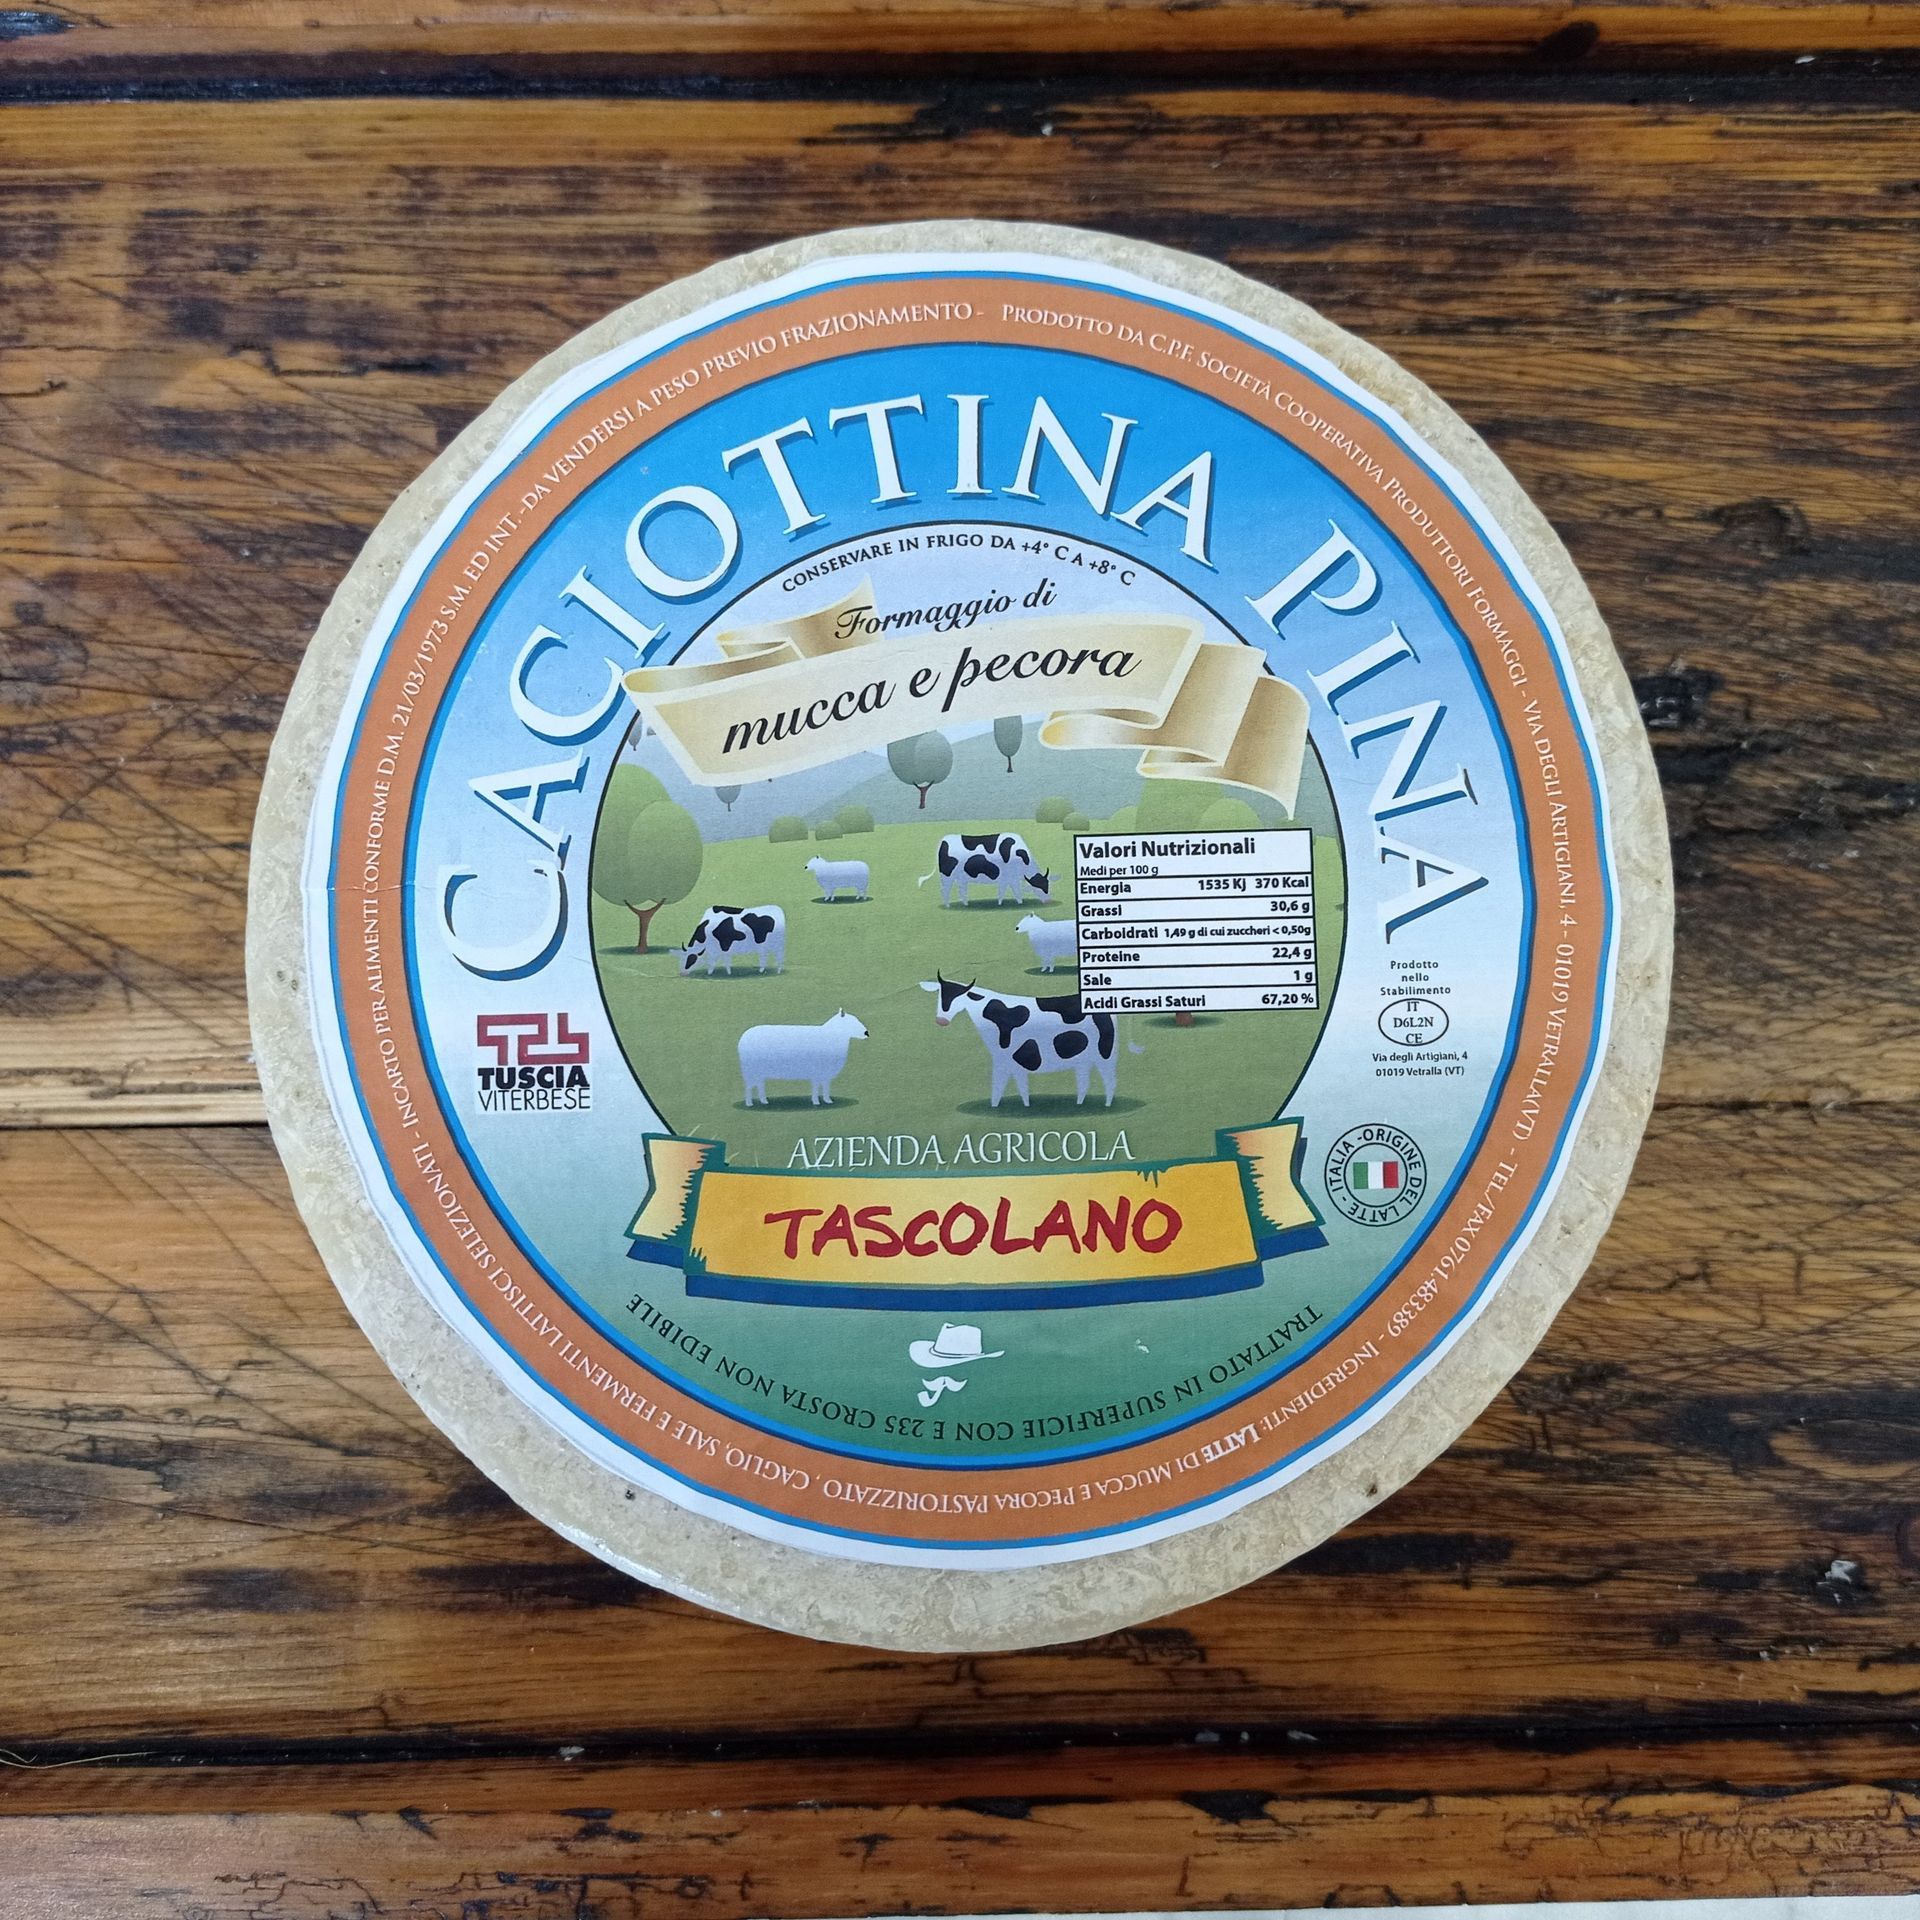 INCARTO PER ALIMENTI CONFORME D.M. 21/03/1973 S.M. ED INT. - DA VENDERSI A PESO PREVIO FRAZIONAMENTO - PRODOTTO DA C.P.F. SOCIETÀ COOPERATIVA PRODUTTORI FORMAGGI - VIA DEGLI ARTIGIANI, 4 - 01019 VETRALLA (VT) - TEL./FAX 0761.483389 - INGREDIENTI: LATTE DI MUCCA E PECORA PASTORIZZATO, CAGLIO, SALE E FERMENTI LATTISCI SELEZIONATI -
CACIOTTINA PINA
CONSERVARE IN FRIGO DA +4° C A +8° C
Formaggio di
mucca e pecora
Valori Nutrizionali
Medi per 100 g
Energia 1535 Kj 370 Kcal
Grassi 30,6 g
Carboidrati 1,49 g di cui zuccheri < 0,50g
Proteine 22,4 g
Sale 1 g
Acidi Grassi Saturi 67,20 %
Prodotto
nello
Stabilimento
IT
D6L2N
CE
Via degli Artigiani, 4
01019 Vetralla (VT)
TUSCIA
VITERBESE
ITALIA - ORIGINE DEL LATTE -
AZIENDA AGRICOLA
TASCOLANO
TRATTATO IN SUPERFICIE CON E 235 CROSTA NON EDIBILE